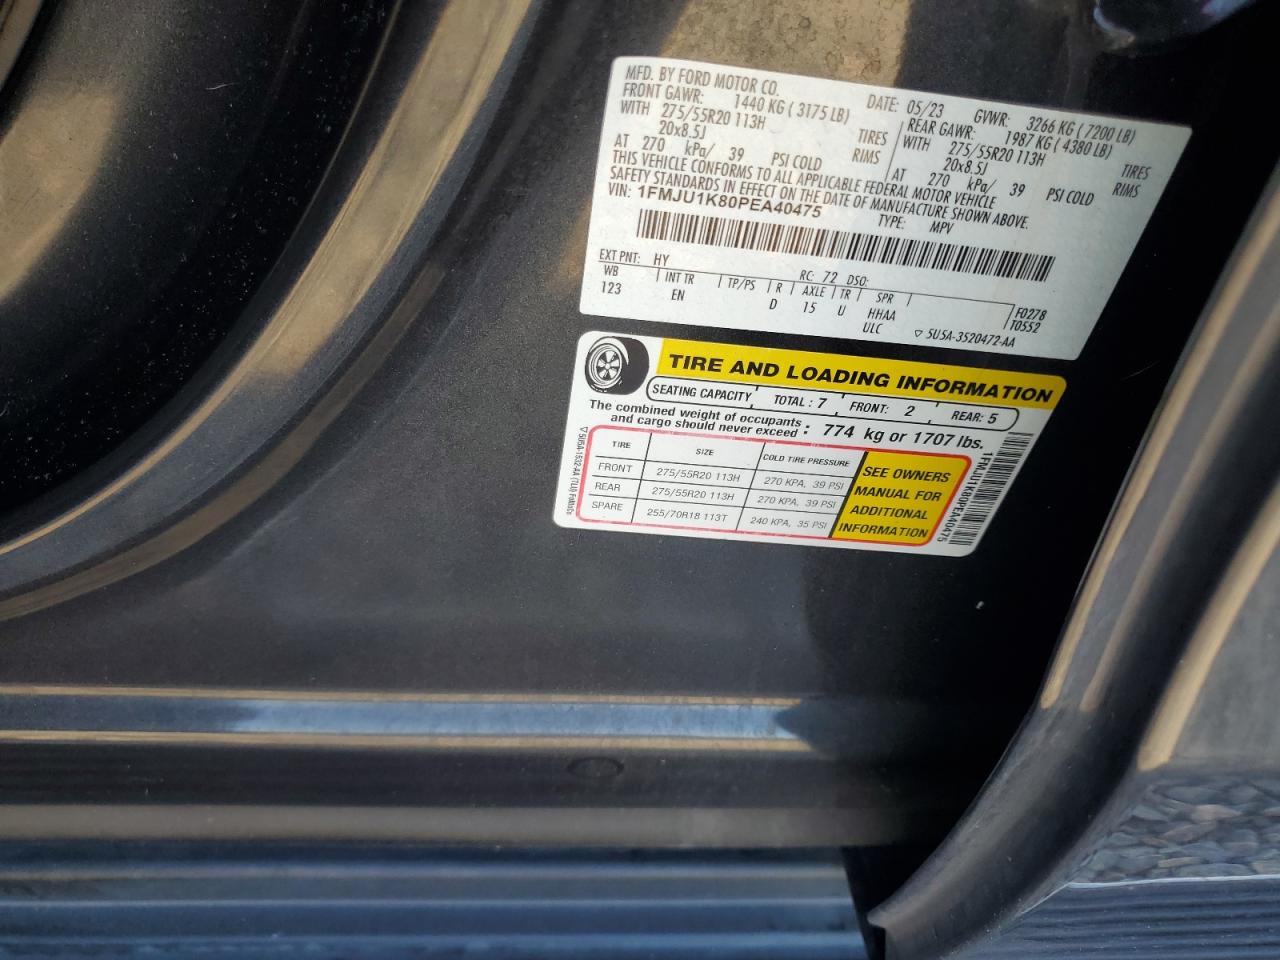 MFD. BY FORD MOTOR CO.
DATE: 05/23 GVWR: 3266 KG ( 7200 LB)
FRONT GAWR: 1440 KG ( 3175 LB) REAR GAWR: 1987 KG ( 4380 LB)
WITH 275/55R20 113H TIRES WITH 275/55R20 113H TIRES
20x8.5J RIMS 20x8.5J RIMS
AT 270 kPa/ 39 PSI COLD AT 270 kPa/ 39 PSI COLD
THIS VEHICLE CONFORMS TO ALL APPLICABLE FEDERAL MOTOR VEHICLE
SAFETY STANDARDS IN EFFECT ON THE DATE OF MANUFACTURE SHOWN ABOVE.
VIN: 1FMJU1K80PEA40475 TYPE: MPV
EXT PNT: HY RC: 72 DSO:
WB INT TR TP/PS R AXLE TR SPR
123 EN D 15 U HHAA F0278
ULC T0552
▽ 5U5A-3520472-AA
TIRE AND LOADING INFORMATION
SEATING CAPACITY TOTAL : 7 FRONT: 2 REAR: 5
The combined weight of occupants
and cargo should never exceed : 774 kg or 1707 lbs.
TIRE SIZE COLD TIRE PRESSURE
FRONT 275/55R20 113H 270 KPA, 39 PSI
REAR 275/55R20 113H 270 KPA, 39 PSI
SPARE 255/70R18 113T 240 KPA, 35 PSI
SEE OWNERS
MANUAL FOR
ADDITIONAL
INFORMATION
1FMJU1K80PEA40475